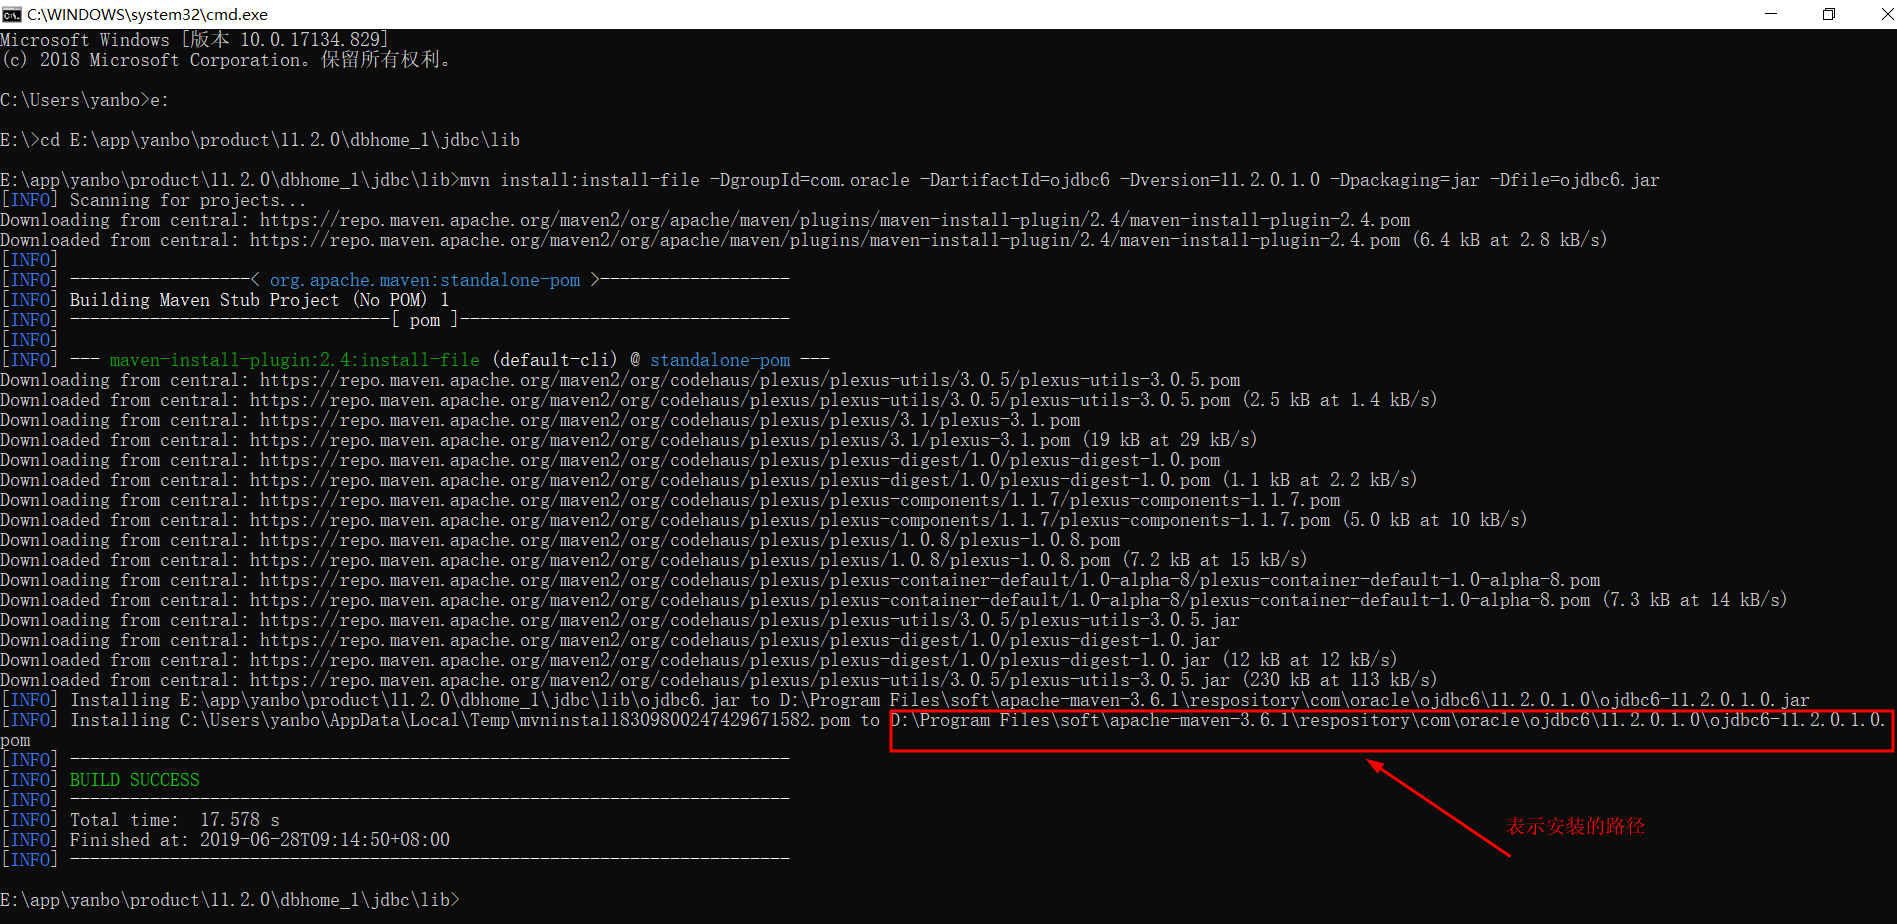 C:\WINDOWS\system32\cmd.exe
Microsoft Windows [版本 10.0.17134.829]
(c) 2018 Microsoft Corporation。保留所有权利。
C:\Users\yanbo>e:
E:\>cd E:\app\yanbo\product\11.2.0\dbhome_1\jdbc\lib
E:\app\yanbo\product\11.2.0\dbhome_1\jdbc\lib>mvn install:install-file -DgroupId=com.oracle -DartifactId=ojdbc6 -Dversion=11.2.0.1.0 -Dpackaging=jar -Dfile=ojdbc6.jar
[INFO] Scanning for projects...
Downloading from central: https://repo.maven.apache.org/maven2/org/apache/maven/plugins/maven-install-plugin/2.4/maven-install-plugin-2.4.pom
Downloaded from central: https://repo.maven.apache.org/maven2/org/apache/maven/plugins/maven-install-plugin/2.4/maven-install-plugin-2.4.pom (6.4 kB at 2.8 kB/s)
[INFO]
[INFO] ------------------< org.apache.maven:standalone-pom >-------------------
[INFO] Building Maven Stub Project (No POM) 1
[INFO] --------------------------------[ pom ]---------------------------------
[INFO]
[INFO] --- maven-install-plugin:2.4:install-file (default-cli) @ standalone-pom ---
Downloading from central: https://repo.maven.apache.org/maven2/org/codehaus/plexus/plexus-utils/3.0.5/plexus-utils-3.0.5.pom
Downloaded from central: https://repo.maven.apache.org/maven2/org/codehaus/plexus/plexus-utils/3.0.5/plexus-utils-3.0.5.pom (2.5 kB at 1.4 kB/s)
Downloading from central: https://repo.maven.apache.org/maven2/org/codehaus/plexus/plexus/3.1/plexus-3.1.pom
Downloaded from central: https://repo.maven.apache.org/maven2/org/codehaus/plexus/plexus/3.1/plexus-3.1.pom (19 kB at 29 kB/s)
Downloading from central: https://repo.maven.apache.org/maven2/org/codehaus/plexus/plexus-digest/1.0/plexus-digest-1.0.pom
Downloaded from central: https://repo.maven.apache.org/maven2/org/codehaus/plexus/plexus-digest/1.0/plexus-digest-1.0.pom (1.1 kB at 2.2 kB/s)
Downloading from central: https://repo.maven.apache.org/maven2/org/codehaus/plexus/plexus-components/1.1.7/plexus-components-1.1.7.pom
Downloaded from central: https://repo.maven.apache.org/maven2/org/codehaus/plexus/plexus-components/1.1.7/plexus-components-1.1.7.pom (5.0 kB at 10 kB/s)
Downloading from central: https://repo.maven.apache.org/maven2/org/codehaus/plexus/plexus/1.0.8/plexus-1.0.8.pom
Downloaded from central: https://repo.maven.apache.org/maven2/org/codehaus/plexus/plexus/1.0.8/plexus-1.0.8.pom (7.2 kB at 15 kB/s)
Downloading from central: https://repo.maven.apache.org/maven2/org/codehaus/plexus/plexus-container-default/1.0-alpha-8/plexus-container-default-1.0-alpha-8.pom
Downloaded from central: https://repo.maven.apache.org/maven2/org/codehaus/plexus/plexus-container-default/1.0-alpha-8/plexus-container-default-1.0-alpha-8.pom (7.3 kB at 14 kB/s)
Downloading from central: https://repo.maven.apache.org/maven2/org/codehaus/plexus/plexus-utils/3.0.5/plexus-utils-3.0.5.jar
Downloading from central: https://repo.maven.apache.org/maven2/org/codehaus/plexus/plexus-digest/1.0/plexus-digest-1.0.jar
Downloaded from central: https://repo.maven.apache.org/maven2/org/codehaus/plexus/plexus-digest/1.0/plexus-digest-1.0.jar (12 kB at 12 kB/s)
Downloaded from central: https://repo.maven.apache.org/maven2/org/codehaus/plexus/plexus-utils/3.0.5/plexus-utils-3.0.5.jar (230 kB at 113 kB/s)
[INFO] Installing E:\app\yanbo\product\11.2.0\dbhome_1\jdbc\lib\ojdbc6.jar to D:\Program Files\soft\apache-maven-3.6.1\respository\com\oracle\ojdbc6\11.2.0.1.0\ojdbc6-11.2.0.1.0.jar
[INFO] Installing C:\Users\yanbo\AppData\Local\Temp\mvninstall8309800247429671582.pom to D:\Program Files\soft\apache-maven-3.6.1\respository\com\oracle\ojdbc6\11.2.0.1.0\ojdbc6-11.2.0.1.0.
pom
[INFO] ------------------------------------------------------------------------
[INFO] BUILD SUCCESS
[INFO] ------------------------------------------------------------------------
[INFO] Total time:  17.578 s
[INFO] Finished at: 2019-06-28T09:14:50+08:00
[INFO] ------------------------------------------------------------------------
表示安装的路径
E:\app\yanbo\product\11.2.0\dbhome_1\jdbc\lib>